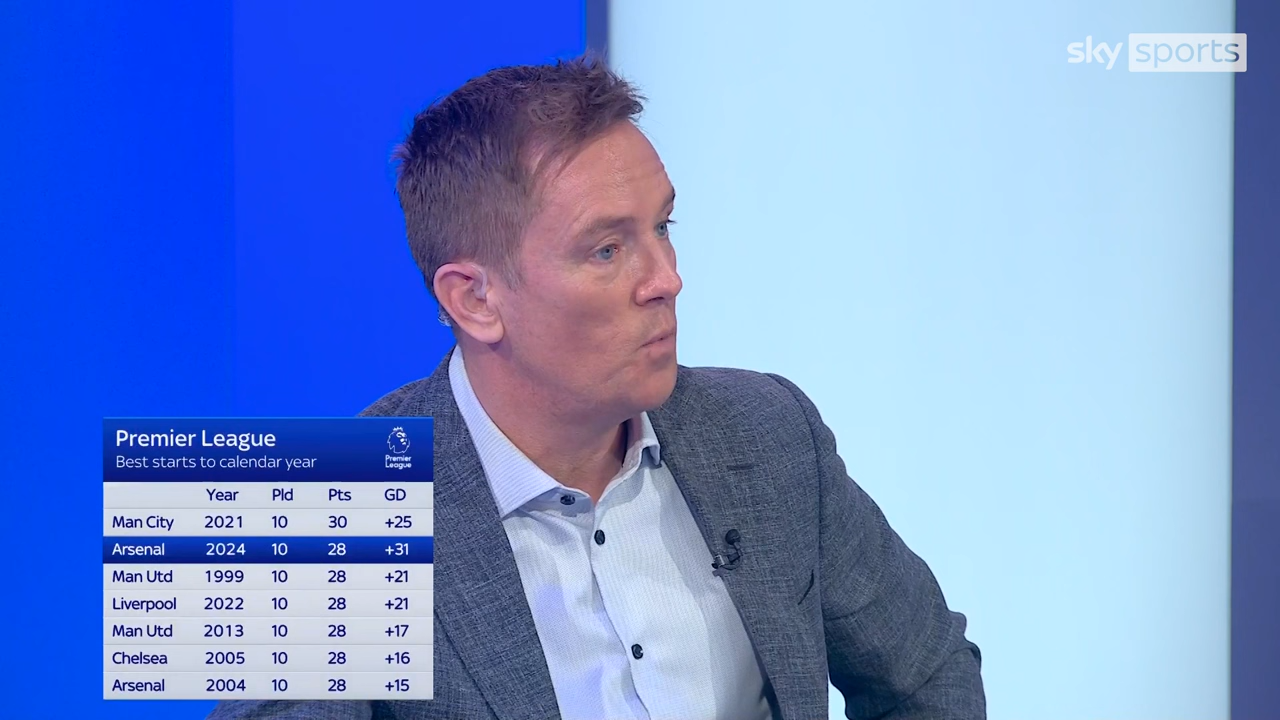 sky sports
Premier League
Best starts to calendar year
Premier League
Year Pld Pts GD
Man City 2021 10 30 +25
Arsenal 2024 10 28 +31
Man Utd 1999 10 28 +21
Liverpool 2022 10 28 +21
Man Utd 2013 10 28 +17
Chelsea 2005 10 28 +16
Arsenal 2004 10 28 +15